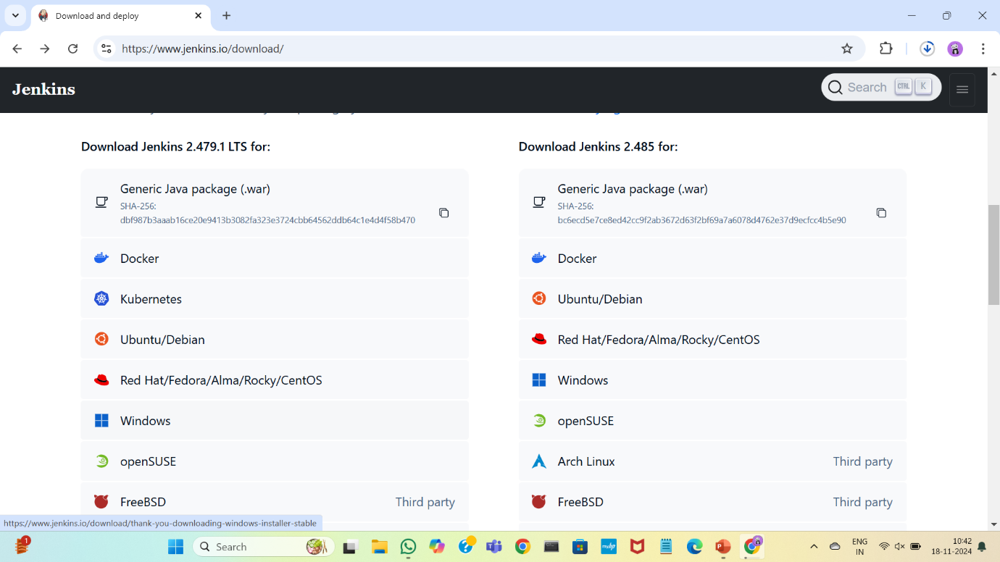 Download and deploy
https://www.jenkins.io/download/
Jenkins
Search CTRL K
Download Jenkins 2.479.1 LTS for:
Generic Java package (.war)
SHA-256:
dbf987b3aaab16ce20e9413b3082fa323e3724cbb64562ddb64c1e4d4f58b470
Docker
Kubernetes
Ubuntu/Debian
Red Hat/Fedora/Alma/Rocky/CentOS
Windows
openSUSE
FreeBSD Third party
Download Jenkins 2.485 for:
Generic Java package (.war)
SHA-256:
bc6ecd5e7ce8ed42cc9f2ab3672d63f2bf69a7a6078d4762e37d9ecfcc4b5e90
Docker
Ubuntu/Debian
Red Hat/Fedora/Alma/Rocky/CentOS
Windows
openSUSE
Arch Linux Third party
FreeBSD Third party
https://www.jenkins.io/download/thank-you-downloading-windows-installer-stable
1
Search
myhp
ENG
IN
10:42
18-11-2024